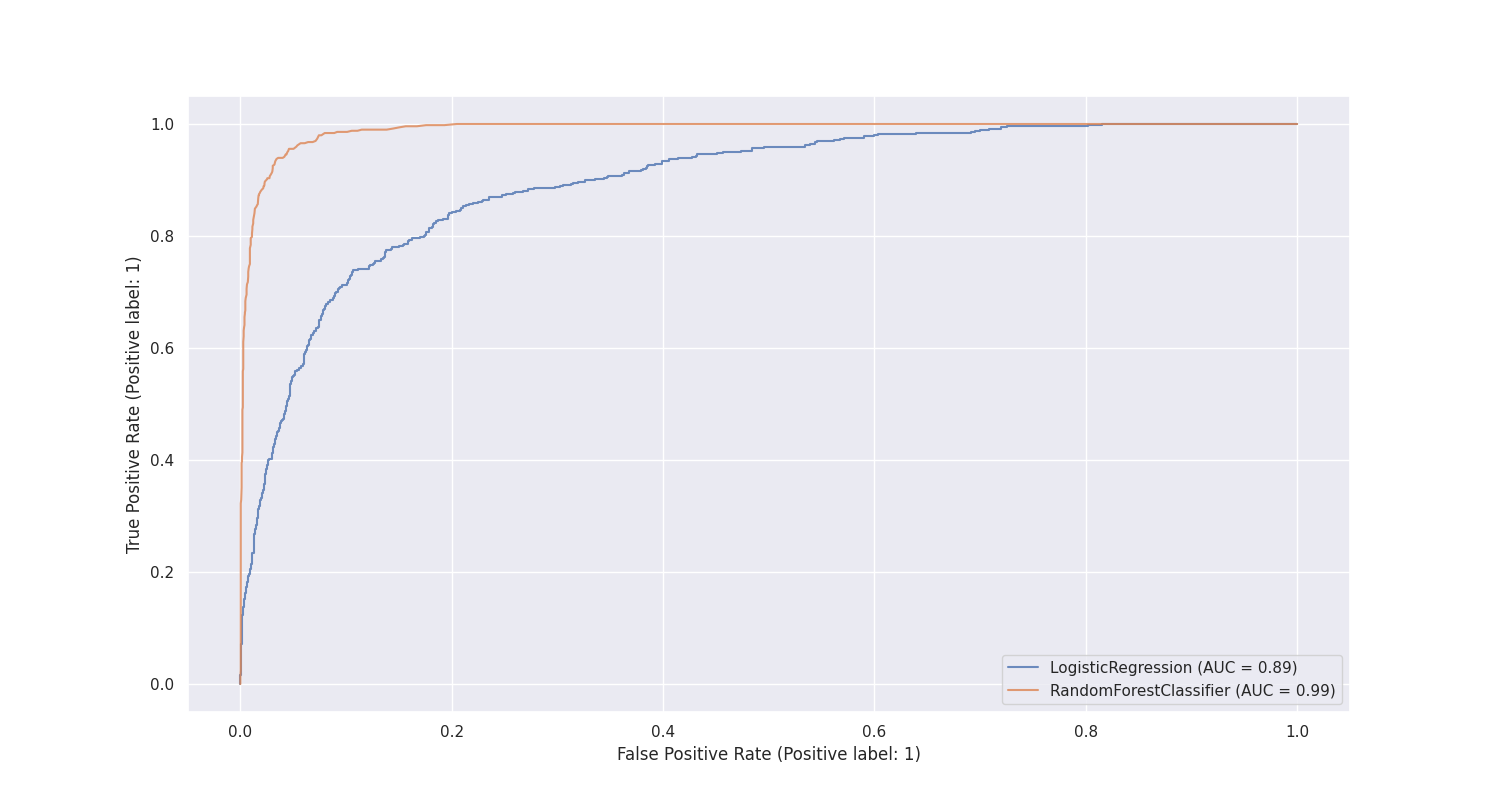 1.0
0.8
0.6
0.4
0.2
0.0
True Positive Rate (Positive label: 1)
LogisticRegression (AUC = 0.89)
RandomForestClassifier (AUC = 0.99)
0.0 0.2 0.4 0.6 0.8 1.0
False Positive Rate (Positive label: 1)